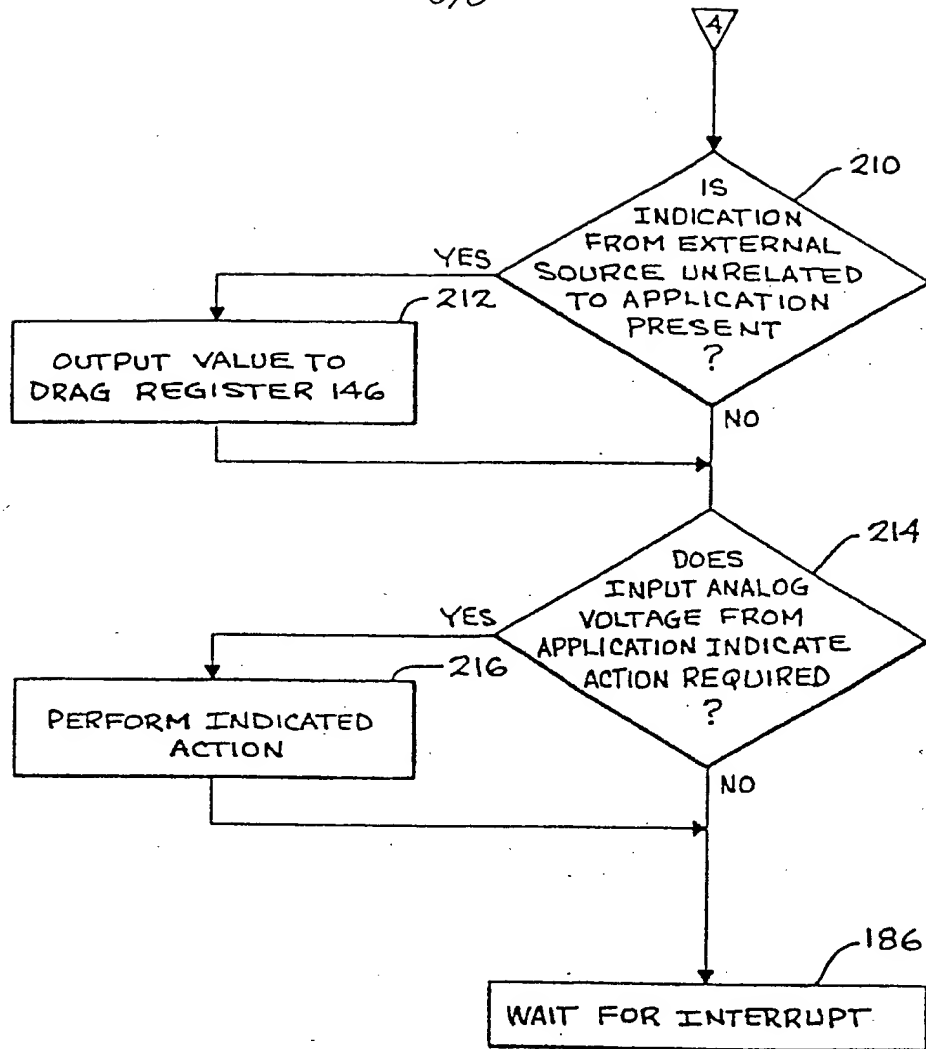 4
210
IS
INDICATION
FROM EXTERNAL
SOURCE UNRELATED
TO APPLICATION
PRESENT
?
YES
212
OUTPUT VALUE TO
DRAG REGISTER 146
NO
214
DOES
INPUT ANALOG
VOLTAGE FROM
APPLICATION INDICATE
ACTION REQUIRED
?
YES
216
PERFORM INDICATED
ACTION
NO
186
WAIT FOR INTERRUPT